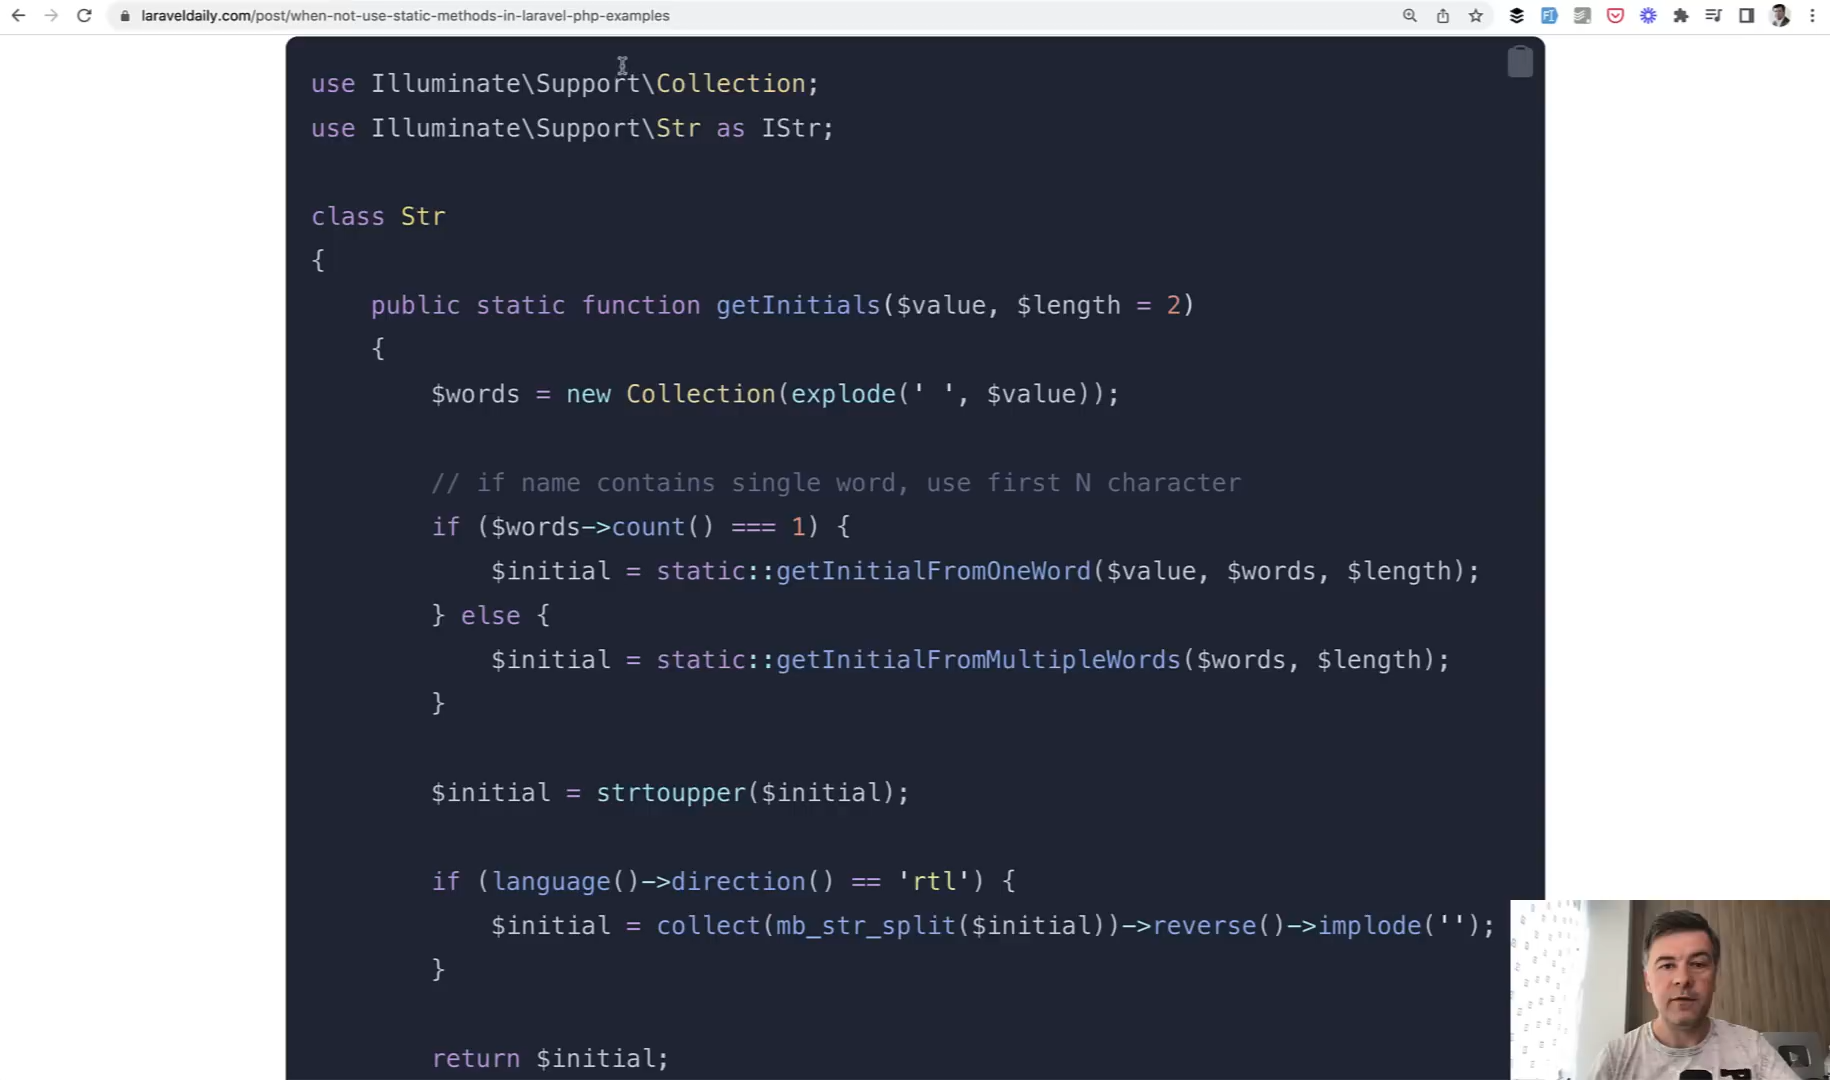 laraveldaily.com/post/when-not-use-static-methods-in-laravel-php-examples
use Illuminate\Support\Collection;
use Illuminate\Support\Str as IStr;
class Str
{
public static function getInitials($value, $length = 2)
{
$words = new Collection(explode(' ', $value));
// if name contains single word, use first N character
if ($words->count() === 1) {
$initial = static::getInitialFromOneWord($value, $words, $length);
} else {
$initial = static::getInitialFromMultipleWords($words, $length);
}
$initial = strtoupper($initial);
if (language()->direction() == 'rtl') {
$initial = collect(mb_str_split($initial))->reverse()->implode('');
}
return $initial;